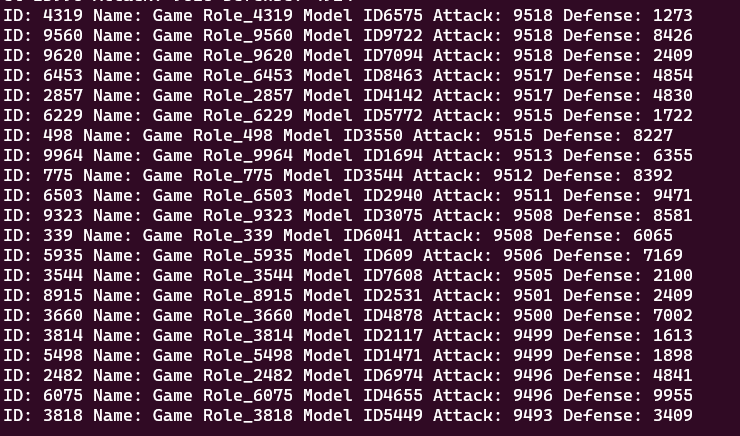 ID: 4319 Name: Game Role_4319 Model ID6575 Attack: 9518 Defense: 1273
ID: 9560 Name: Game Role_9560 Model ID9722 Attack: 9518 Defense: 8426
ID: 9620 Name: Game Role_9620 Model ID7094 Attack: 9518 Defense: 2409
ID: 6453 Name: Game Role_6453 Model ID8463 Attack: 9517 Defense: 4854
ID: 2857 Name: Game Role_2857 Model ID4142 Attack: 9517 Defense: 4830
ID: 6229 Name: Game Role_6229 Model ID5772 Attack: 9515 Defense: 1722
ID: 498 Name: Game Role_498 Model ID3550 Attack: 9515 Defense: 8227
ID: 9964 Name: Game Role_9964 Model ID1694 Attack: 9513 Defense: 6355
ID: 775 Name: Game Role_775 Model ID3544 Attack: 9512 Defense: 8392
ID: 6503 Name: Game Role_6503 Model ID2940 Attack: 9511 Defense: 9471
ID: 9323 Name: Game Role_9323 Model ID3075 Attack: 9508 Defense: 8581
ID: 339 Name: Game Role_339 Model ID6041 Attack: 9508 Defense: 6065
ID: 5935 Name: Game Role_5935 Model ID609 Attack: 9506 Defense: 7169
ID: 3544 Name: Game Role_3544 Model ID7608 Attack: 9505 Defense: 2100
ID: 8915 Name: Game Role_8915 Model ID2531 Attack: 9501 Defense: 2409
ID: 3660 Name: Game Role_3660 Model ID4878 Attack: 9500 Defense: 7002
ID: 3814 Name: Game Role_3814 Model ID2117 Attack: 9499 Defense: 1613
ID: 5498 Name: Game Role_5498 Model ID1471 Attack: 9499 Defense: 1898
ID: 2482 Name: Game Role_2482 Model ID6974 Attack: 9496 Defense: 4841
ID: 6075 Name: Game Role_6075 Model ID4655 Attack: 9496 Defense: 9955
ID: 3818 Name: Game Role_3818 Model ID5449 Attack: 9493 Defense: 3409